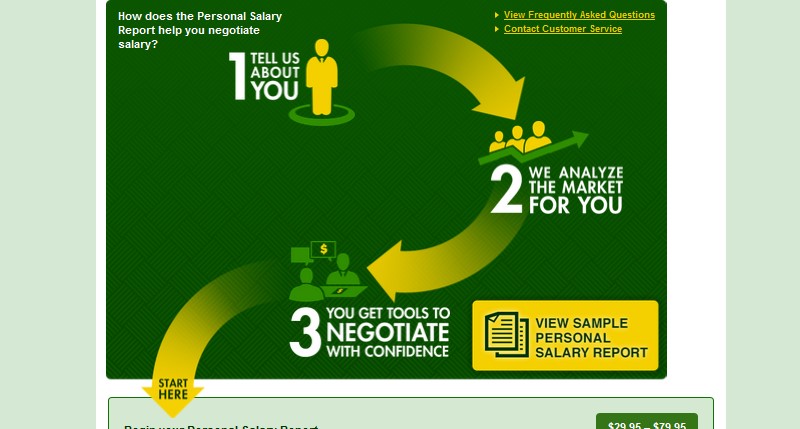 How does the Personal Salary
Report help you negotiate
salary?
View Frequently Asked Questions
Contact Customer Service
1 TELL US
ABOUT
YOU
2 WE ANALYZE
THE MARKET
FOR YOU
$
3 YOU GET TOOLS TO
NEGOTIATE
WITH CONFIDENCE
VIEW SAMPLE
PERSONAL
SALARY REPORT
START
HERE
Begin your Personal Salary Report
$29.95 – $79.95